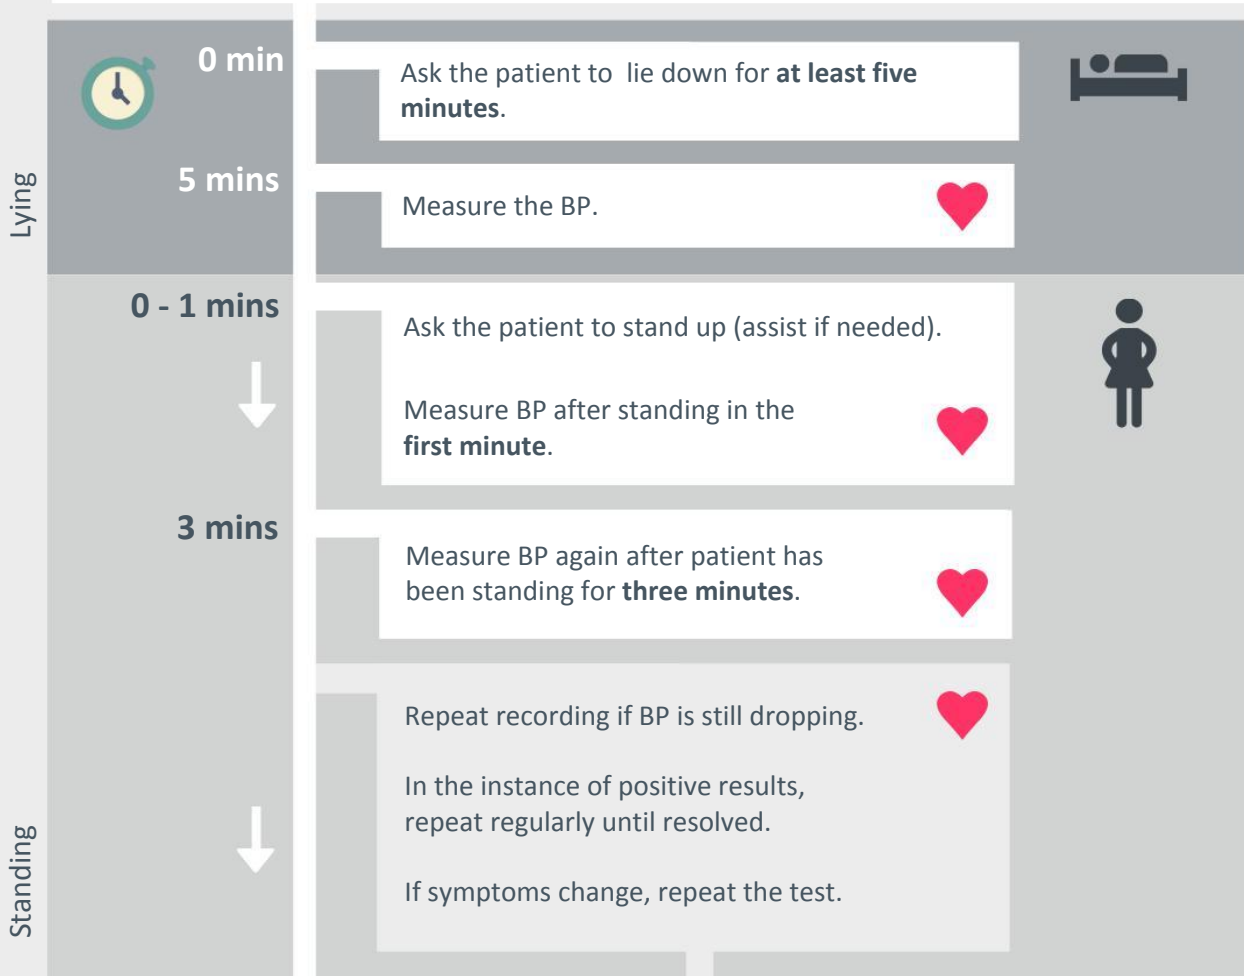 0 min
Ask the patient to lie down for at least five
minutes.
Lying
5 mins
Measure the BP.
0 - 1 mins
Ask the patient to stand up (assist if needed).
Measure BP after standing in the
first minute.
3 mins
Measure BP again after patient has
been standing for three minutes.
Standing
Repeat recording if BP is still dropping.
In the instance of positive results,
repeat regularly until resolved.
If symptoms change, repeat the test.